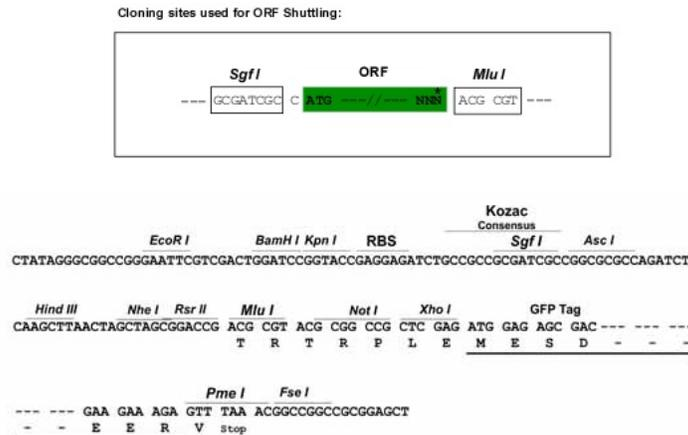 Cloning sites used for ORF Shuttling:
Sgf I ORF Mlu I
--- GCGATCGC C ATG ---//--- NNN* ACG CGT ---
Kozac
Consensus
EcoR I BamH I Kpn I RBS Sgf I Asc I
CTATAGGGCGGCCGGGAATTCGTCGACTGGATCCGGTACCGAGGAGATCTGCCGCCGCGATCGCCGGCGCGCCAGATCT
Hind III Nhe I Rsr II Mlu I Not I Xho I GFP Tag
CAAGCTTAACTAGCTAGCGGACCG ACG CGT ACG CGG CCG CTC GAG ATG GAG AGC GAC--- --- ---
T R T R P L E M E S D - - -
Pme I Fse I
--- --- GAA GAA AGA GTT TAA ACGGCCGGCCGCGGAGCT
- - E E R V Stop